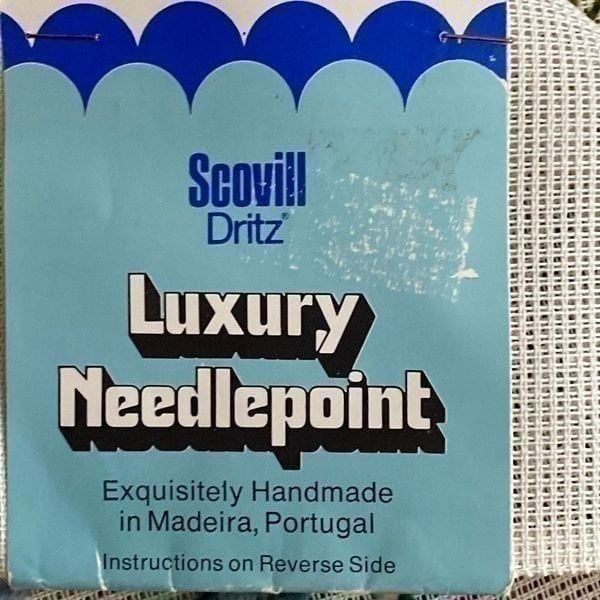 Scovill
Dritz®
Luxury
Needlepoint
Exquisitely Handmade
in Madeira, Portugal
Instructions on Reverse Side